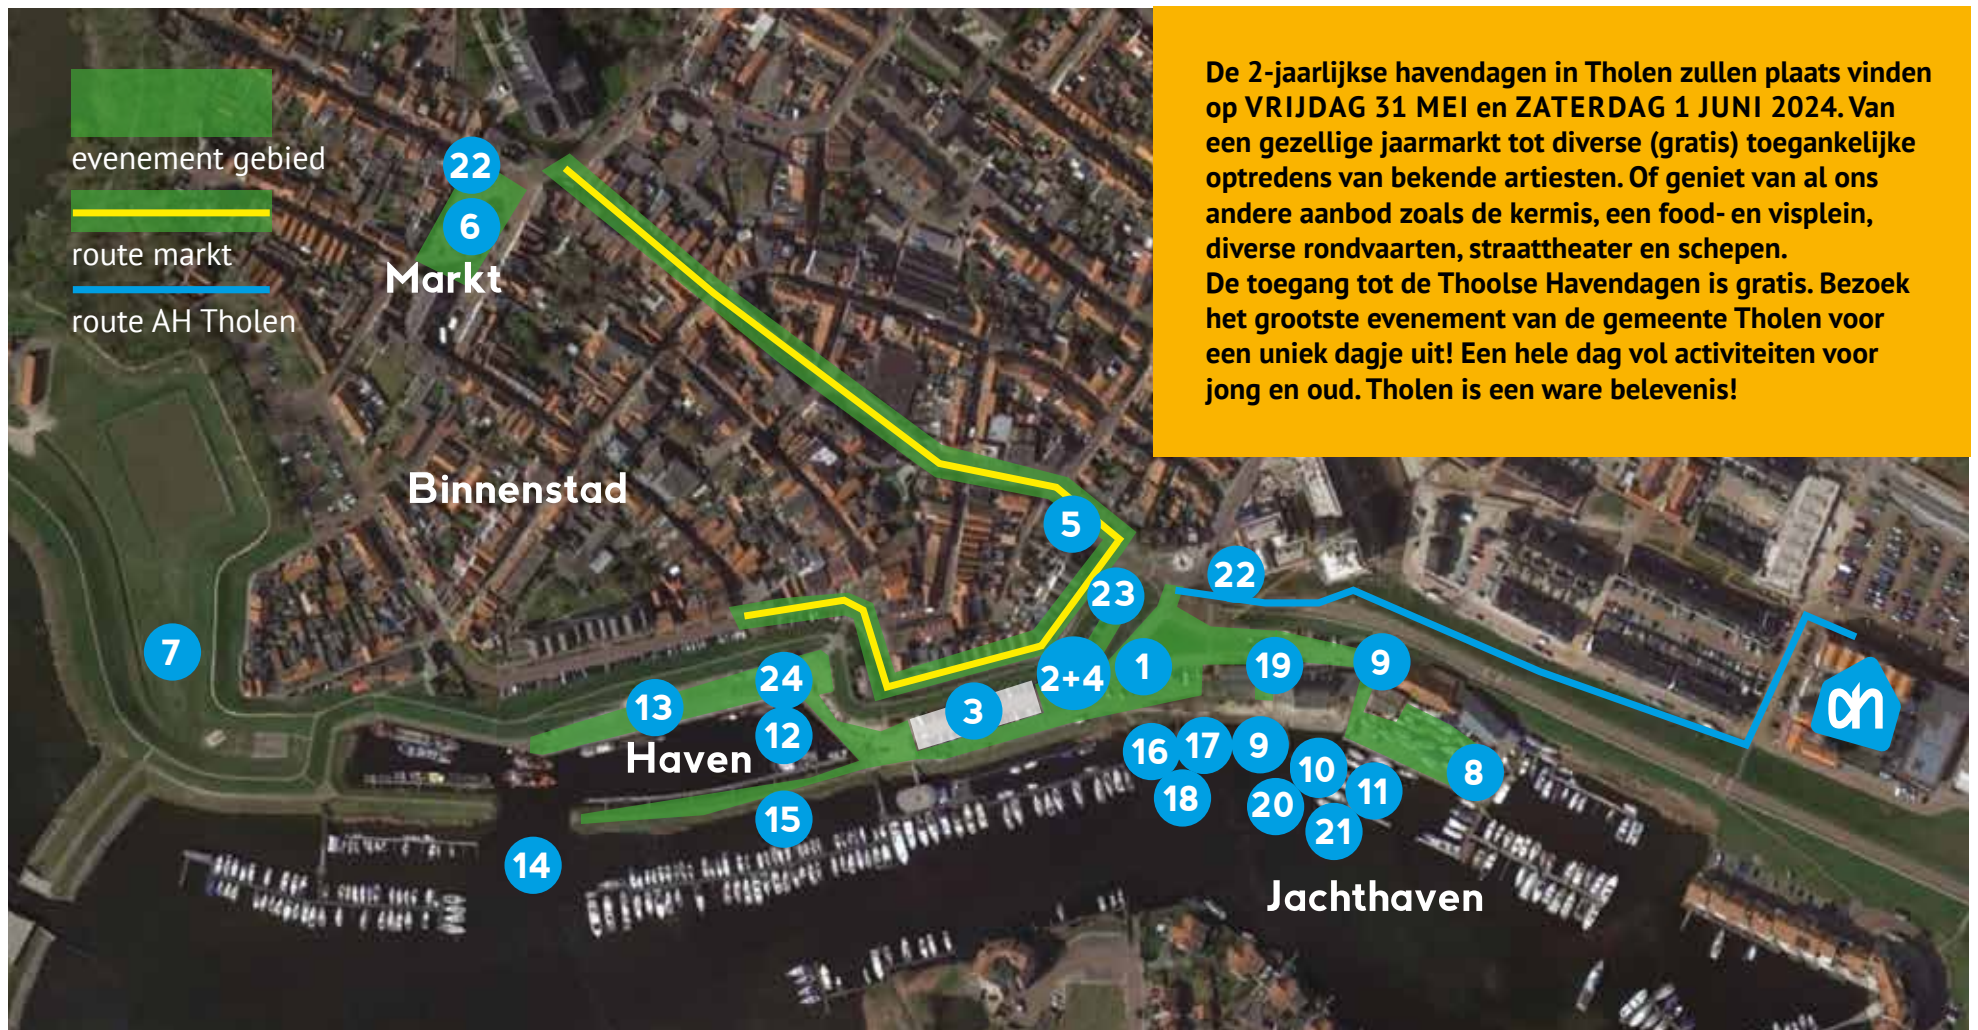 De 2-jaarlijkse havendagen in Tholen zullen plaats vinden
op VRIJDAG 31 MEI en ZATERDAG 1 JUNI 2024. Van
een gezellige jaarmarkt tot diverse (gratis) toegankelijke
optredens van bekende artiesten. Of geniet van al ons
andere aanbod zoals de kermis, een food- en visplein,
diverse rondvaarten, straattheater en schepen.
De toegang tot de Thoolse Havendagen is gratis. Bezoek
het grootste evenement van de gemeente Tholen voor
een uniek dagje uit! Een hele dag vol activiteiten voor
jong en oud. Tholen is een ware belevenis!
evenement gebied
route markt
route AH Tholen
22
6
Markt
Binnenstad
5
22
23
7
2+4
1
19
9
24
13
3
12
Haven
16
17
9
10
8
11
18
20
15
21
14
Jachthaven
ah